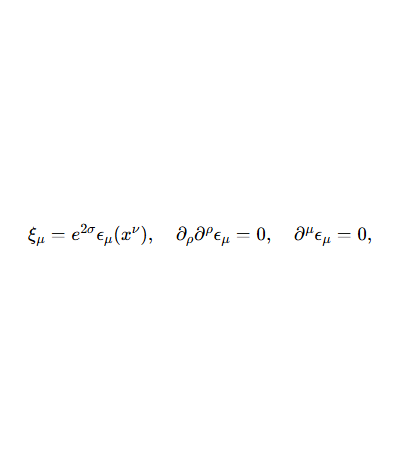 ξ_μ = e^{2σ} ϵ_μ(x^ν),   ∂_ρ∂^ρ ϵ_μ = 0,   ∂^μ ϵ_μ = 0,